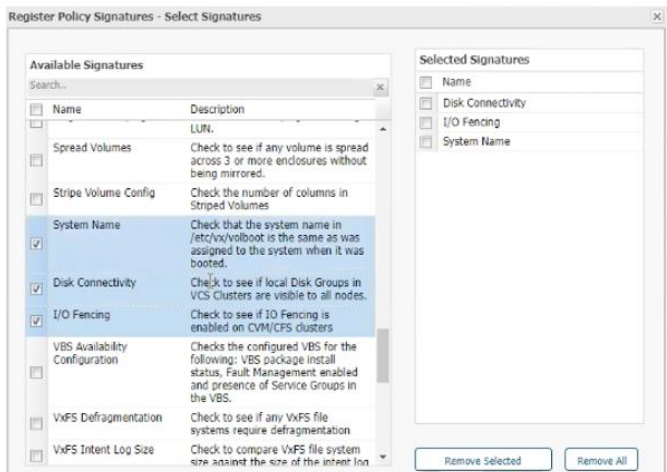 Register Policy Signatures - Select Signatures
Available Signatures
Search..
Name Description
LUN.
Spread Volumes Check to see if any volume is spread
across 3 or more enclosures without
being mirrored.
Stripe Volume Config Check the number of columns in
Striped Volumes
System Name Check that the system name in
/etc/vx/volboot is the same as was
assigned to the system when it was
booted.
Disk Connectivity Check to see if local Disk Groups in
VCS Clusters are visible to all nodes.
I/O Fencing Check to see if IO Fencing is
enabled on CVM/CFS clusters
VBS Availability Checks the configured VBS for the
Configuration following: VBS package install
status, Fault Management enabled
and presence of Service Groups in
the VBS.
VxFS Defragmentation Check to see if any VxFS file
systems require defragmentation
VxFS Intent Log Size Check to compare VxFS file system
size against the size of the intent log
Selected Signatures
Name
Disk Connectivity
I/O Fencing
System Name
Remove Selected Remove All